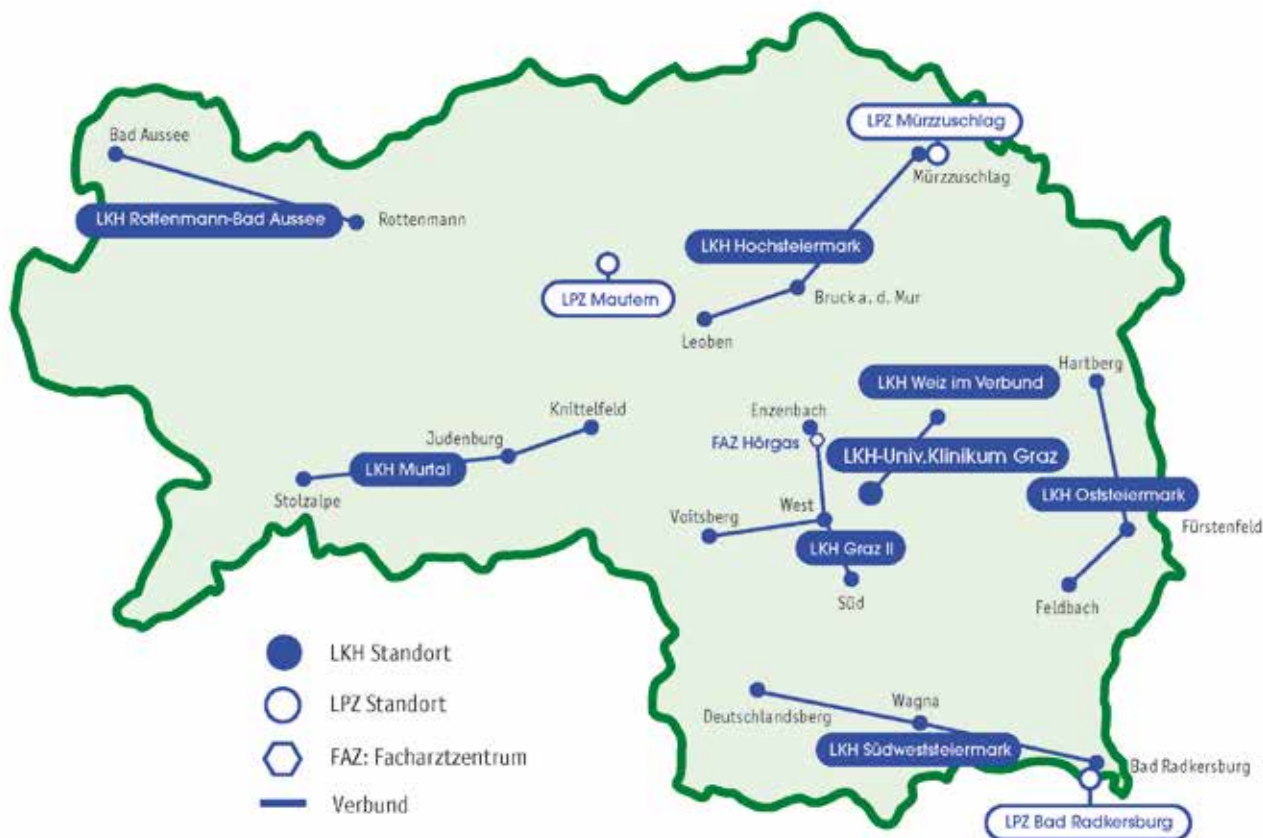 LPZ Mürzzuschlag
Bad Aussee
Mürzzuschlag
LKH Rottenmann-Bad Aussee
Rottenmann
LKH Hochsteiermark
LPZ Mautern
Bruck a. d. Mur
Leoben
Hartberg
LKH Weiz im Verbund
Knittelfeld
Enzenbach
Judenburg
FAZ Hörgas
LKH-Univ.Klinikum Graz
LKH Murtal
Stolzalpe
LKH Oststeiermark
Voitsberg
West
Fürstenfeld
LKH Graz II
Süd
Feldbach
LKH Standort
LPZ Standort
FAZ: Facharztzentrum
Verbund
Deutschlandsberg
Wagna
LKH Südweststeiermark
Bad Radkersburg
LPZ Bad Radkersburg